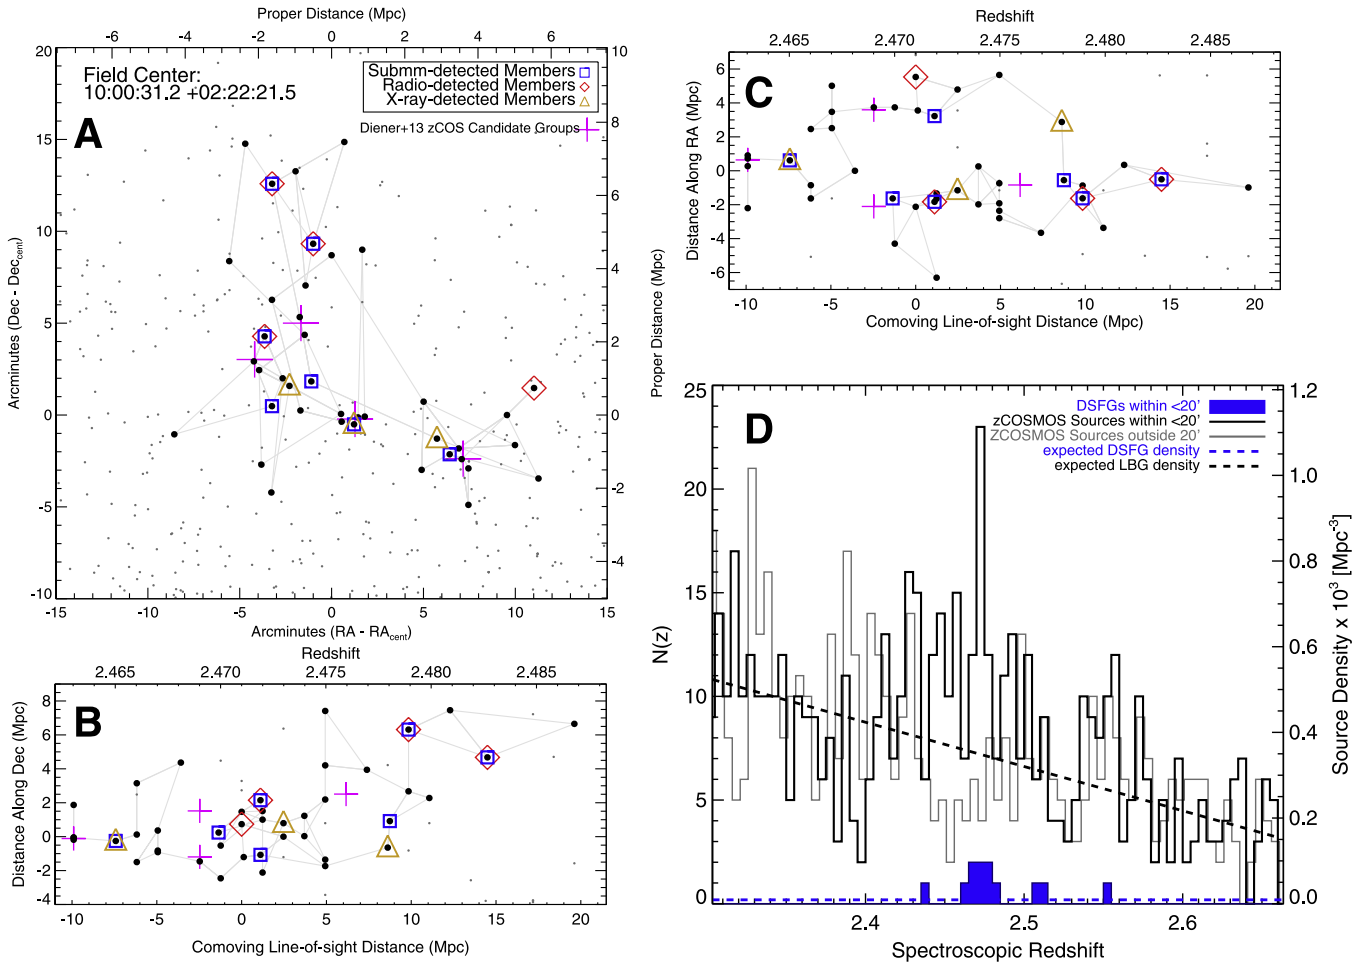 Proper Distance (Mpc)
-6 -4 -2 0 2 4 6
Field Center:
10:00:31.2 +02:22:21.5
Submm-detected Members
Radio-detected Members
X-ray-detected Members
Diener+13 zCOS Candidate Groups
A
20
15
10
5
0
-5
-10
Arcminutes (Dec - Dec_cent)
10
8
6
4
2
0
-2
-4
Proper Distance (Mpc)
-15 -10 -5 0 5 10 15
Arcminutes (RA - RA_cent)
Redshift
2.465 2.470 2.475 2.480 2.485
B
8
6
4
2
0
-2
-4
Distance Along Dec (Mpc)
-10 -5 0 5 10 15 20
Comoving Line-of-sight Distance (Mpc)
Redshift
2.465 2.470 2.475 2.480 2.485
C
6
4
2
0
-2
-4
-6
Distance Along RA (Mpc)
-10 -5 0 5 10 15 20
Comoving Line-of-sight Distance (Mpc)
D
DSFGs within <20'
zCOSMOS Sources within <20'
ZCOSMOS Sources outside 20'
expected DSFG density
expected LBG density
25
20
15
10
5
0
N(z)
1.2
1.0
0.8
0.6
0.4
0.2
0.0
Source Density x 10³ [Mpc⁻³]
2.4 2.5 2.6
Spectroscopic Redshift